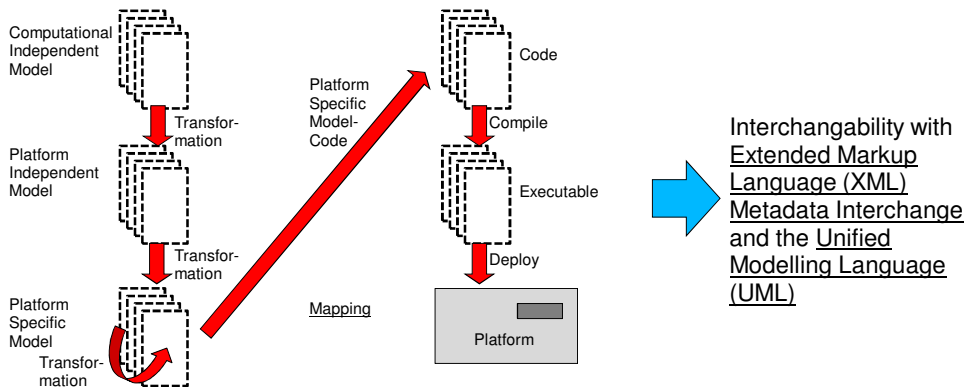 Computational
Independent
Model
Transfor-
mation
Platform
Independent
Model
Transfor-
mation
Platform
Specific
Model
Transfor-
mation
Platform
Specific
Model-
Code
Mapping
Code
Compile
Executable
Deploy
Platform
Interchangability with
Extended Markup
Language (XML)
Metadada Interchange
and the Unified
Modelling Language
(UML)